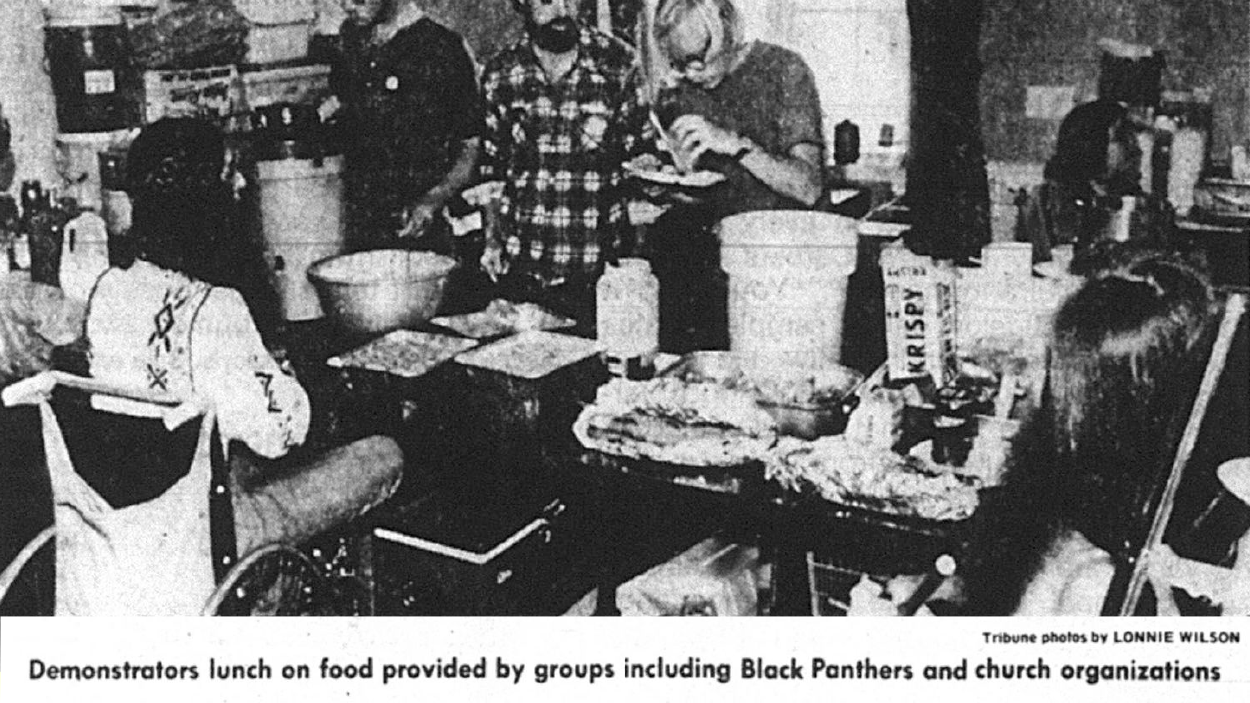 KRISPY
Tribune photos by LONNIE WILSON
Demonstrators lunch on food provided by groups including Black Panthers and church organizations